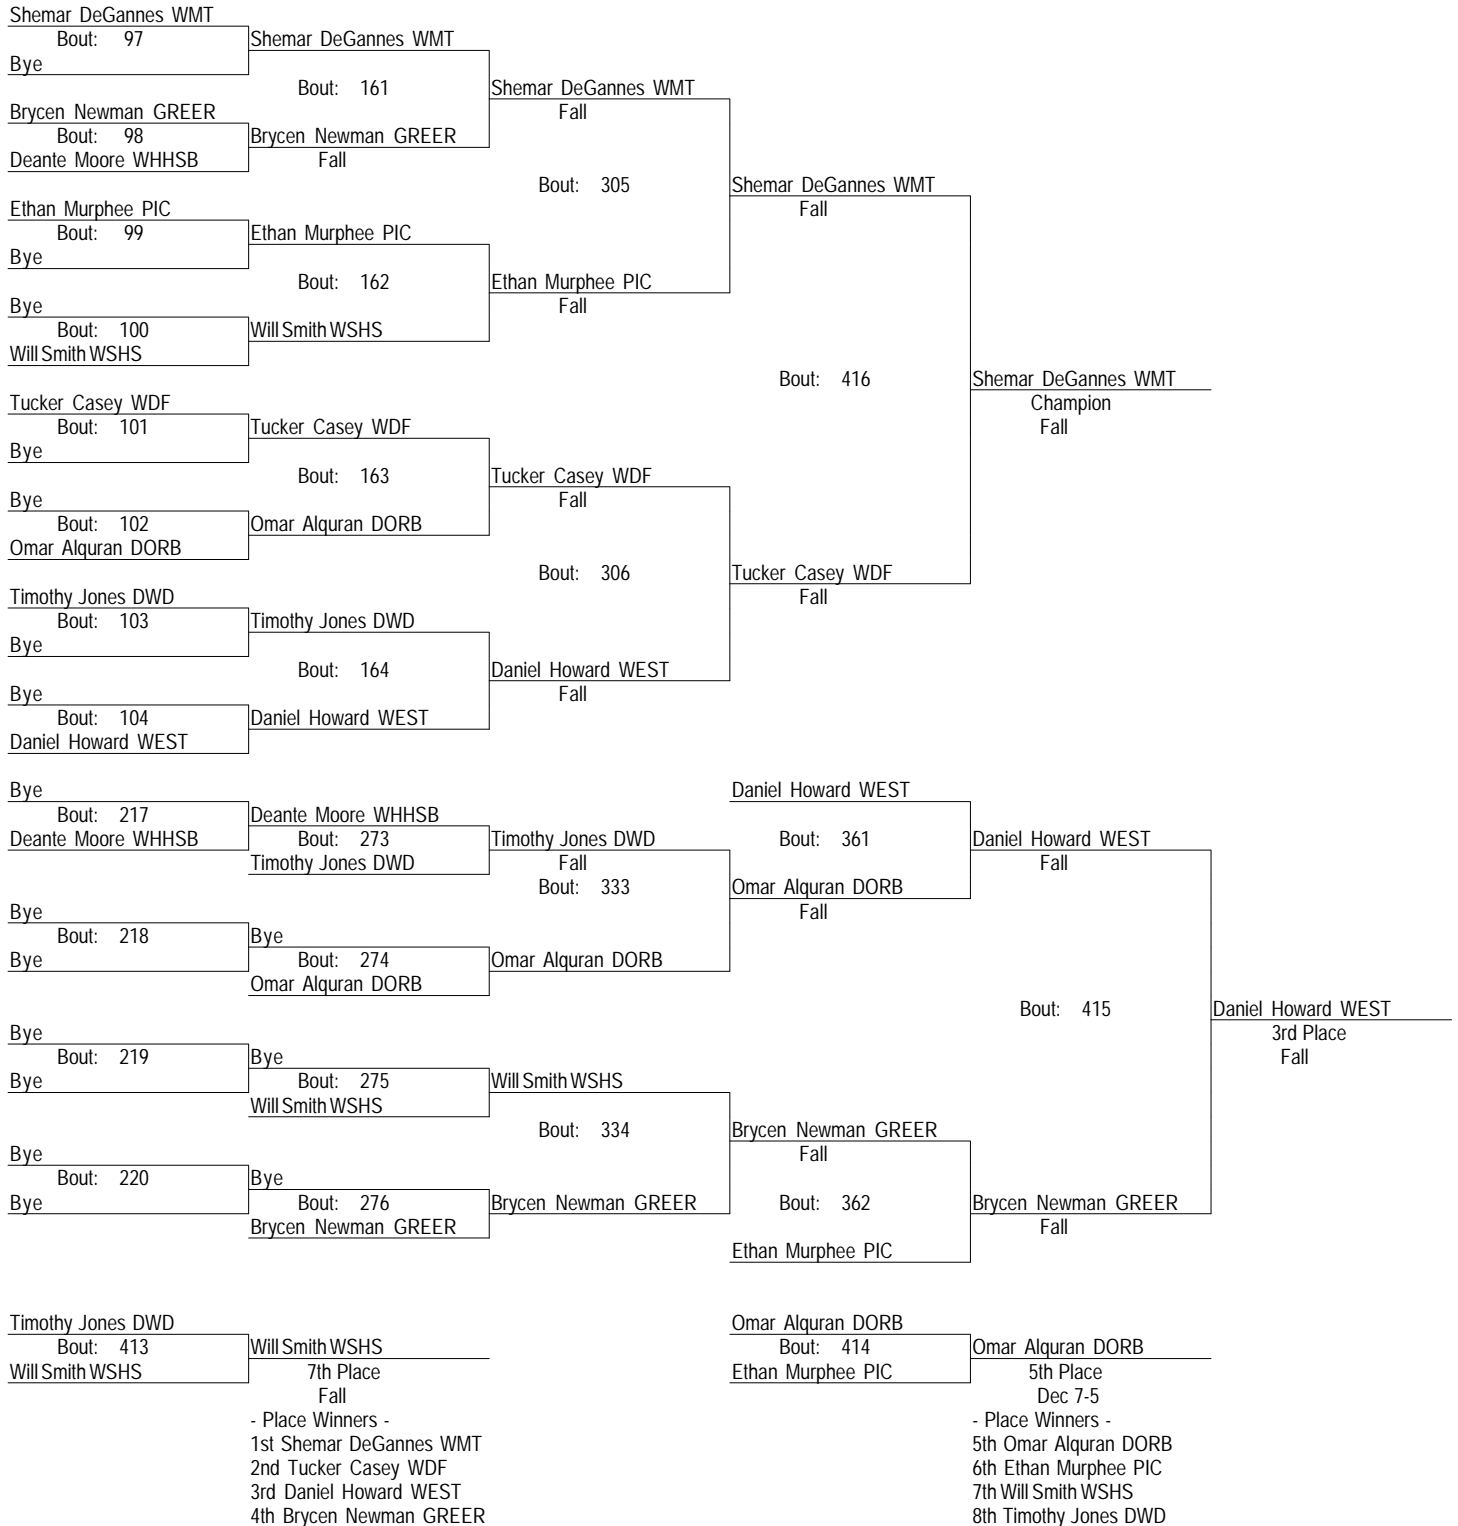 Shemar DeGannes WMT
Bout: 97
Shemar DeGannes WMT
Bye
Bout: 161
Shemar DeGannes WMT
Brycen Newman GREER
Fall
Bout: 98
Brycen Newman GREER
Deante Moore WHHSB
Fall
Bout: 305
Shemar DeGannes WMT
Ethan Murphee PIC
Fall
Bout: 99
Ethan Murphee PIC
Bye
Bout: 162
Ethan Murphee PIC
Bye
Fall
Bout: 100
Will Smith WSHS
Will Smith WSHS
Bout: 416
Shemar DeGannes WMT
Tucker Casey WDF
Champion
Bout: 101
Tucker Casey WDF
Fall
Bye
Bout: 163
Tucker Casey WDF
Bye
Fall
Bout: 102
Omar Alquran DORB
Omar Alquran DORB
Bout: 306
Tucker Casey WDF
Timothy Jones DWD
Fall
Bout: 103
Timothy Jones DWD
Bye
Bout: 164
Daniel Howard WEST
Bye
Fall
Bout: 104
Daniel Howard WEST
Daniel Howard WEST
Bye
Daniel Howard WEST
Bout: 217
Deante Moore WHHSB
Deante Moore WHHSB
Bout: 273
Timothy Jones DWD
Bout: 361
Daniel Howard WEST
Timothy Jones DWD
Fall
Fall
Bout: 333
Omar Alquran DORB
Bye
Fall
Bout: 218
Bye
Bye
Bout: 274
Omar Alquran DORB
Omar Alquran DORB
Bout: 415
Daniel Howard WEST
Bye
3rd Place
Bout: 219
Bye
Fall
Bye
Bout: 275
Will Smith WSHS
Will Smith WSHS
Bout: 334
Brycen Newman GREER
Bye
Fall
Bout: 220
Bye
Bye
Bout: 276
Brycen Newman GREER
Bout: 362
Brycen Newman GREER
Brycen Newman GREER
Fall
Ethan Murphee PIC
Timothy Jones DWD
Bout: 413
Will Smith WSHS
Will Smith WSHS
7th Place
Fall
- Place Winners -
1st Shemar DeGannes WMT
2nd Tucker Casey WDF
3rd Daniel Howard WEST
4th Brycen Newman GREER
Omar Alquran DORB
Bout: 414
Omar Alquran DORB
Ethan Murphee PIC
5th Place
Dec 7-5
- Place Winners -
5th Omar Alquran DORB
6th Ethan Murphee PIC
7th Will Smith WSHS
8th Timothy Jones DWD